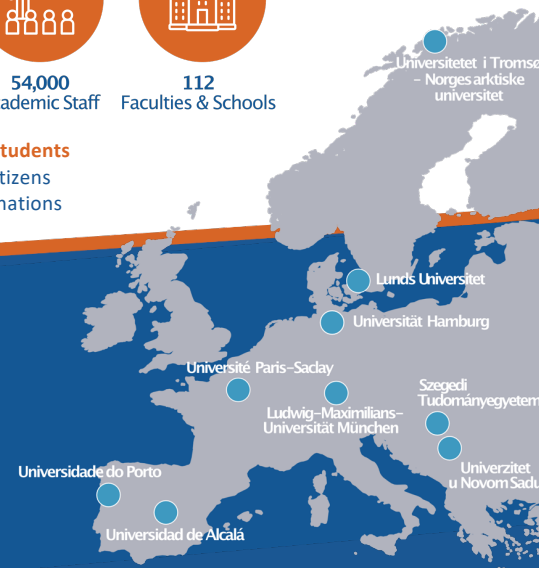 54,000
ademic Staff
112
Faculties & Schools
tudents
tizens
nations
Universitetet i Tromsø
– Norges arktiske
universitet
Lunds Universitet
Universität Hamburg
Université Paris-Saclay
Ludwig-Maximilians-
Universität München
Szegedi
Tudományegyetem
Univerzitet
u Novom Sadu
Universidade do Porto
Universidad de Alcalá